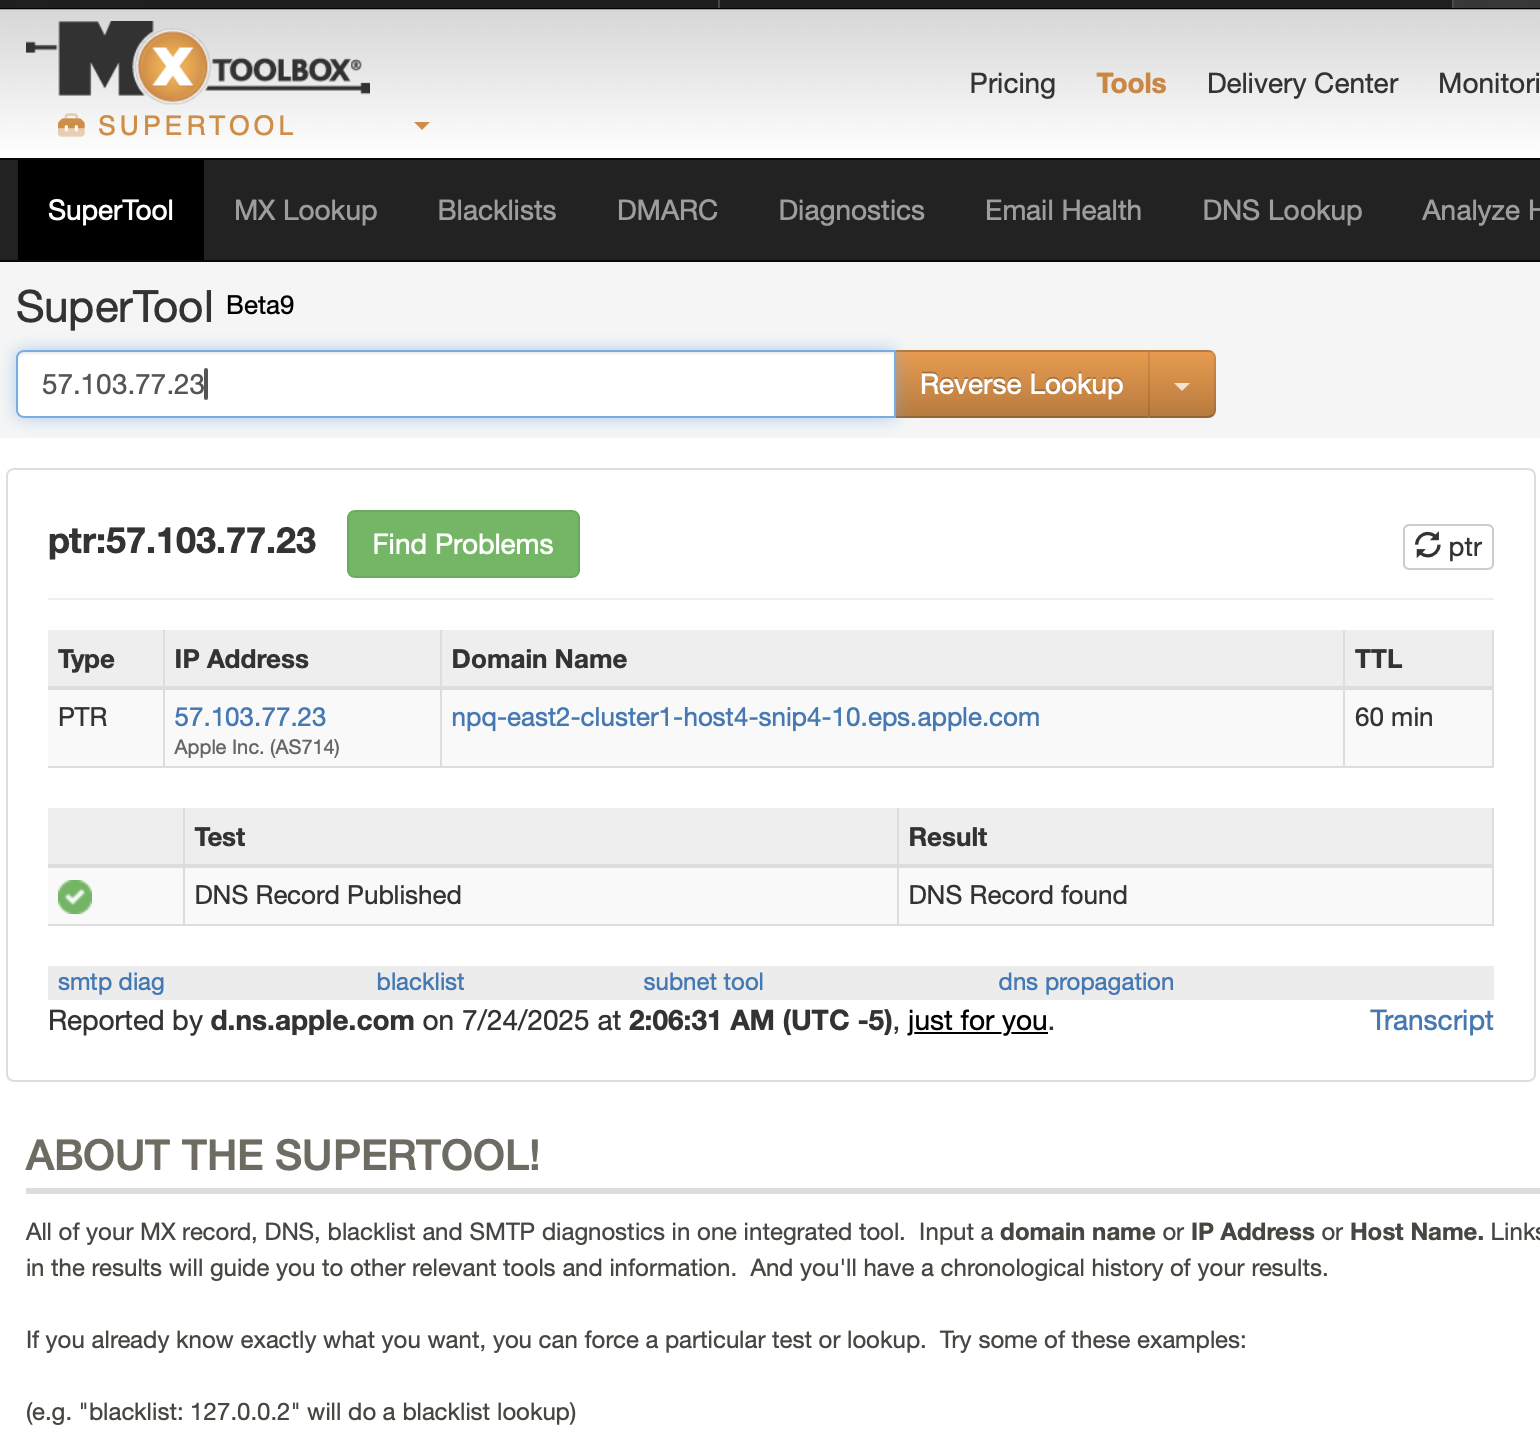 MX TOOLBOX®
SUPERTOOL
Pricing Tools Delivery Center Monitori
SuperTool MX Lookup Blacklists DMARC Diagnostics Email Health DNS Lookup Analyze H
SuperTool Beta9
57.103.77.23 Reverse Lookup
ptr:57.103.77.23 Find Problems ptr
Type IP Address Domain Name TTL
PTR 57.103.77.23 npq-east2-cluster1-host4-snip4-10.eps.apple.com 60 min
Apple Inc. (AS714)
Test Result
DNS Record Published DNS Record found
smtp diag blacklist subnet tool dns propagation
Reported by d.ns.apple.com on 7/24/2025 at 2:06:31 AM (UTC -5), just for you. Transcript
ABOUT THE SUPERTOOL!
All of your MX record, DNS, blacklist and SMTP diagnostics in one integrated tool. Input a domain name or IP Address or Host Name. Links
in the results will guide you to other relevant tools and information. And you'll have a chronological history of your results.
If you already know exactly what you want, you can force a particular test or lookup. Try some of these examples:
(e.g. "blacklist: 127.0.0.2" will do a blacklist lookup)